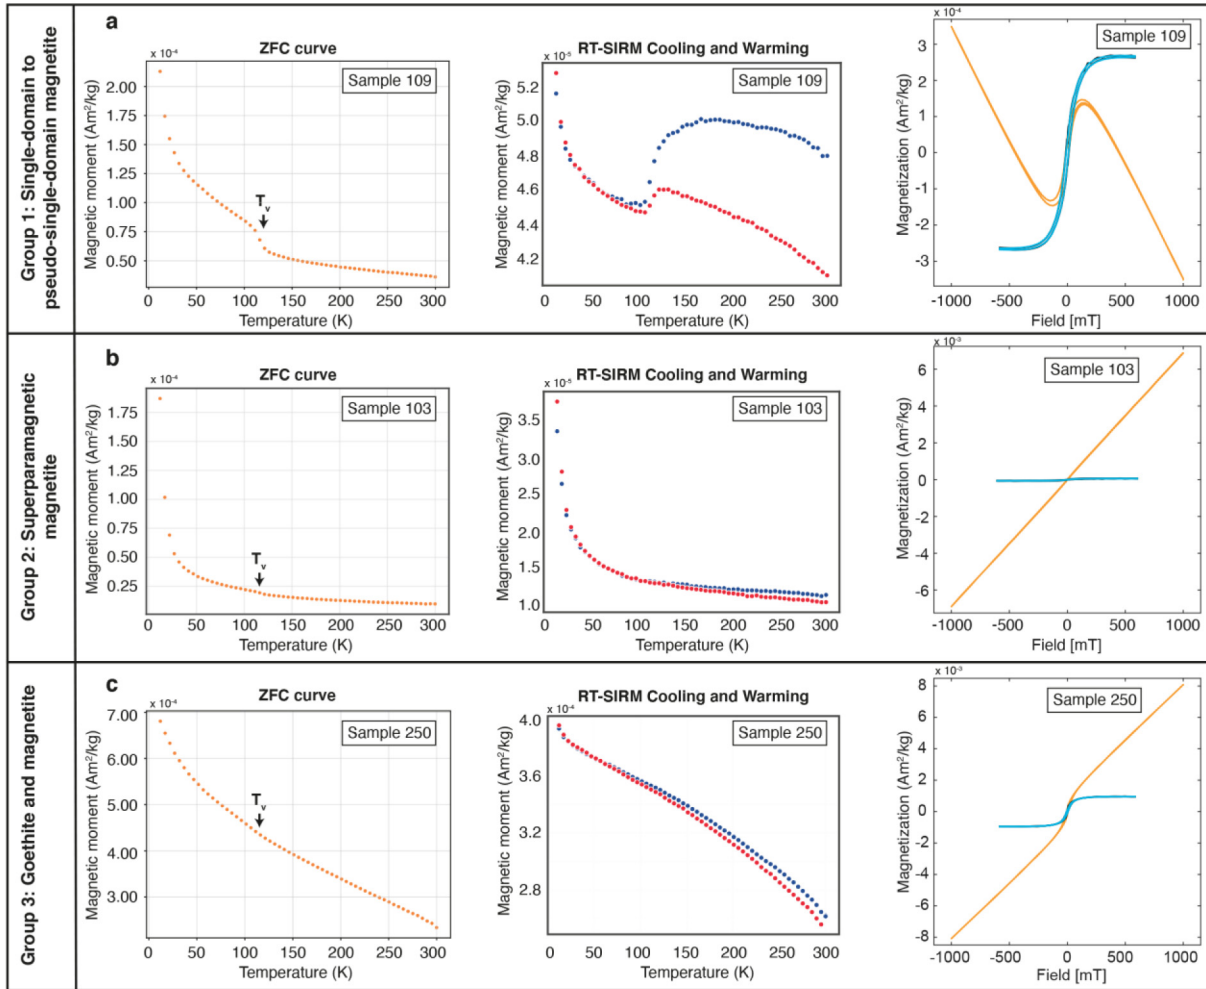 Group 1: Single-domain to
pseudo-single-domain magnetite
a
ZFC curve
x 10⁻⁴
Sample 109
Magnetic moment (Am²/kg)
2.00
1.75
1.50
1.25
1.00
0.75
0.50
Tᵥ
0 50 100 150 200 250 300
Temperature (K)
RT-SIRM Cooling and Warming
x 10⁻⁵
Sample 109
Magnetic moment (Am²/kg)
5.2
5.0
4.8
4.6
4.4
4.2
0 50 100 150 200 250 300
Temperature (K)
x 10⁻⁴
Sample 109
Magnetization (Am²/kg)
3
2
1
0
-1
-2
-3
-1000 -500 0 500 1000
Field [mT]
Group 2: Superparamagnetic
magnetite
b
ZFC curve
x 10⁻⁴
Sample 103
Magnetic moment (Am²/kg)
1.75
1.50
1.25
1.00
0.75
0.50
0.25
Tᵥ
0 50 100 150 200 250 300
Temperature (K)
RT-SIRM Cooling and Warming
x 10⁻⁵
Sample 103
Magnetic moment (Am²/kg)
3.5
3.0
2.5
2.0
1.5
1.0
0 50 100 150 200 250 300
Temperature (K)
x 10⁻³
Sample 103
Magnetization (Am²/kg)
6
4
2
0
-2
-4
-6
-1000 -500 0 500 1000
Field [mT]
Group 3: Goethite and magnetite
c
ZFC curve
x 10⁻⁴
Sample 250
Magnetic moment (Am²/kg)
7.00
6.00
5.00
4.00
3.00
Tᵥ
0 50 100 150 200 250 300
Temperature (K)
RT-SIRM Cooling and Warming
x 10⁻⁴
Sample 250
Magnetic moment (Am²/kg)
4.0
3.6
3.2
2.8
0 50 100 150 200 250 300
Temperature (K)
x 10⁻³
Sample 250
Magnetization (Am²/kg)
8
6
4
2
0
-2
-4
-6
-8
-1000 -500 0 500 1000
Field [mT]